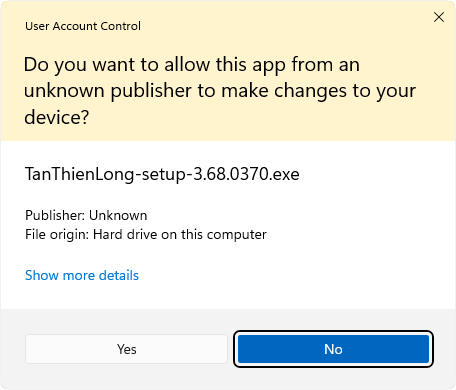 User Account Control
Do you want to allow this app from an
unknown publisher to make changes to your
device?
TanThienLong-setup-3.68.0370.exe
Publisher: Unknown
File origin: Hard drive on this computer
Show more details
Yes
No